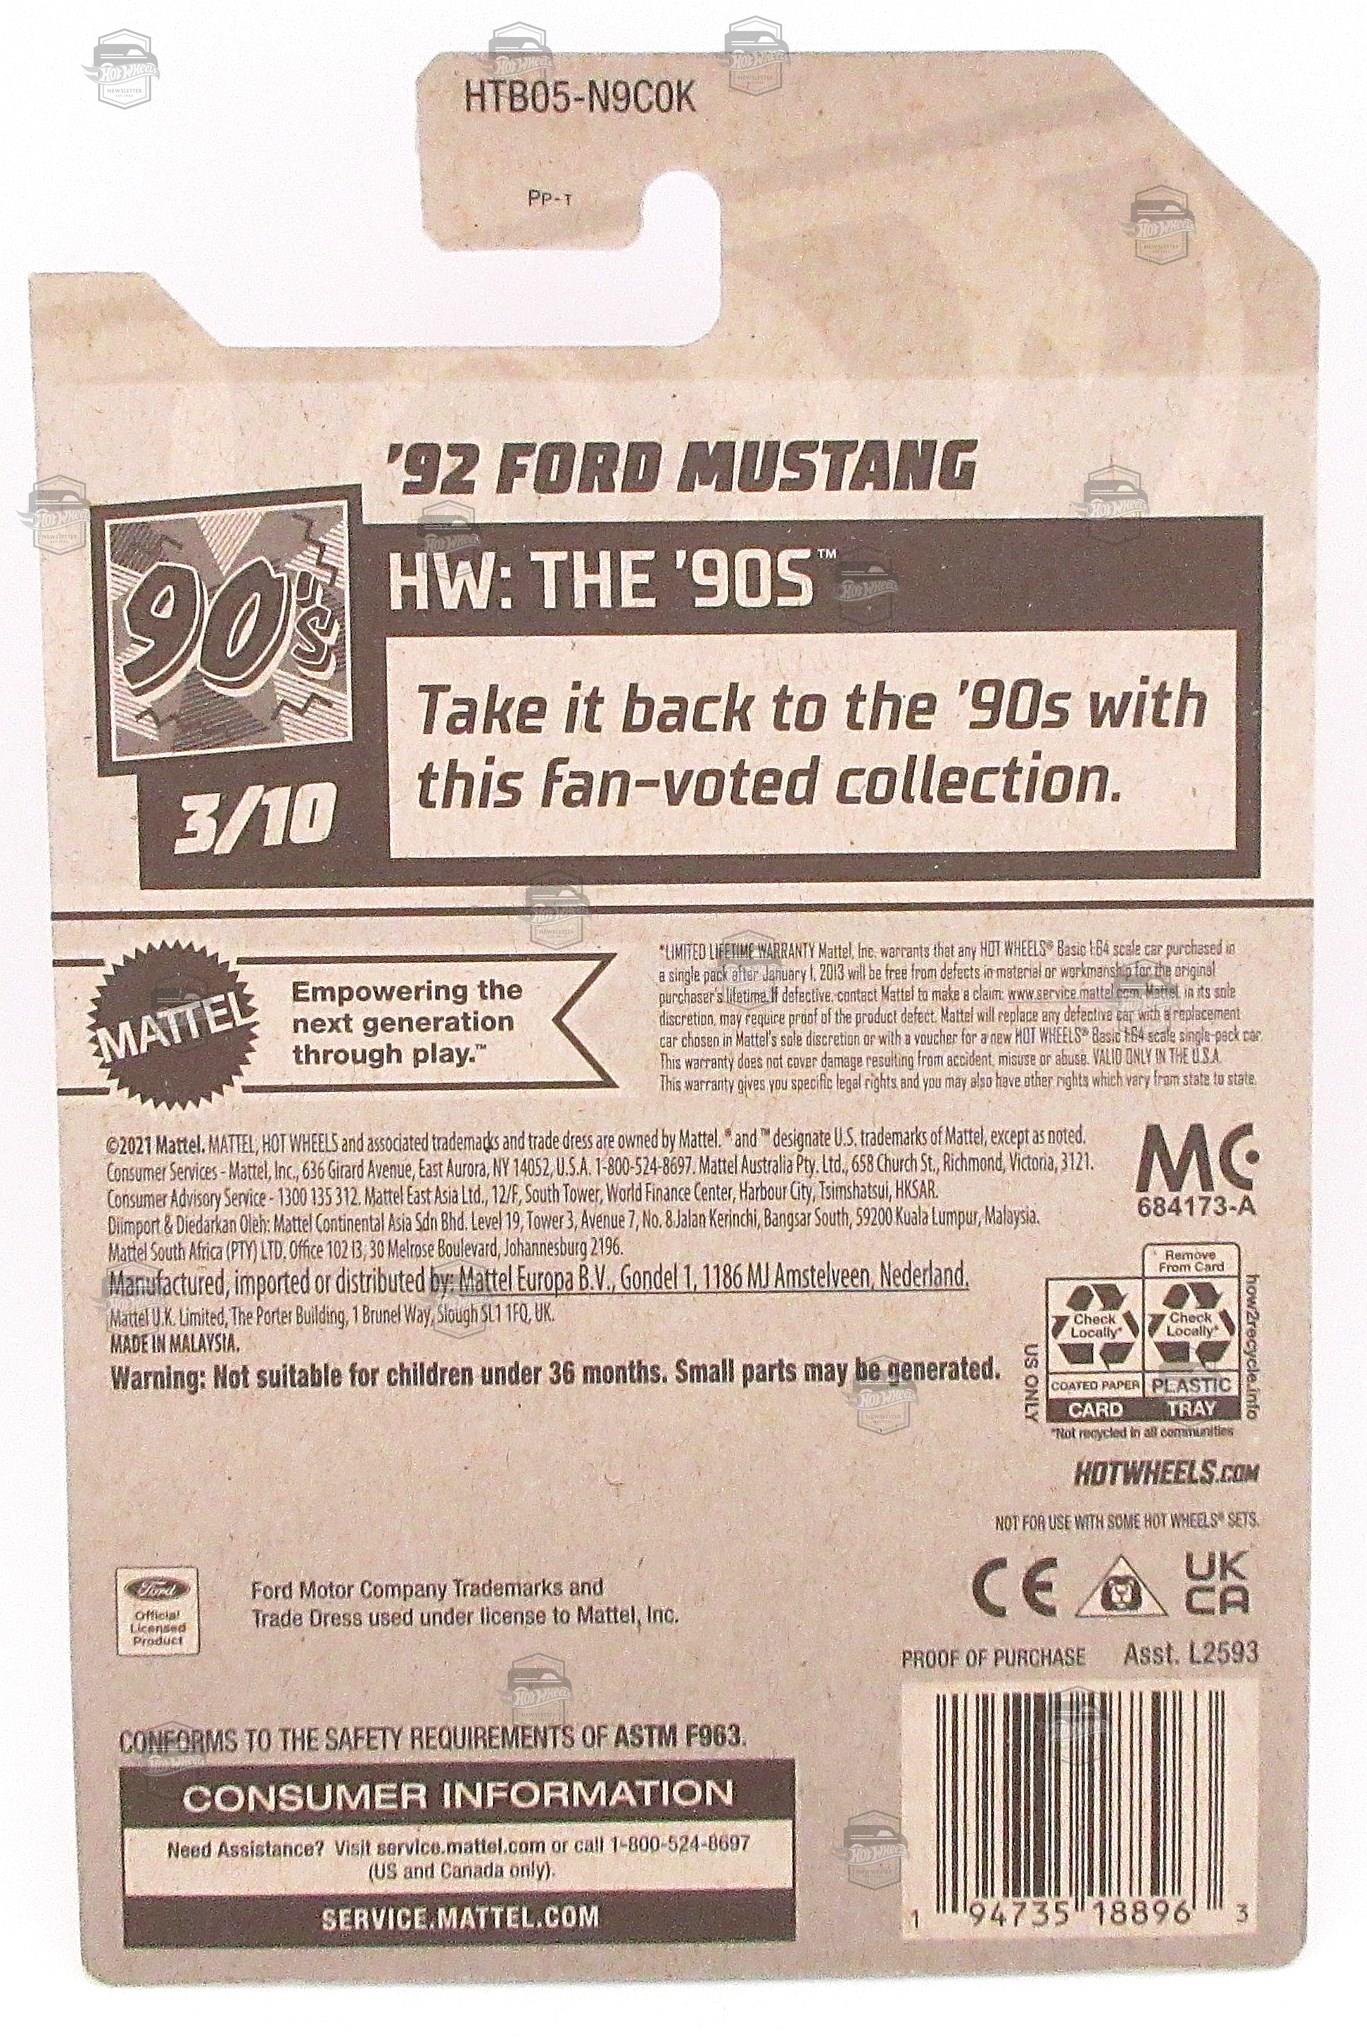 HTB05-N9C0K
PP-T
'92 FORD MUSTANG
90's
HW: THE '90S™
Take it back to the '90s with
this fan-voted collection.
3/10
MATTEL
Empowering the
next generation
through play.™
*LIMITED LIFETIME WARRANTY Mattel, Inc. warrants that any HOT WHEELS® Basic 1:64 scale car purchased in
a single pack after January 1, 2013 will be free from defects in material or workmanship for the original
purchaser's lifetime. If defective, contact Mattel to make a claim: www.service.mattel.com. Mattel, in its sole
discretion, may require proof of the product defect. Mattel will replace any defective car with a replacement
car chosen in Mattel's sole discretion or with a voucher for a new HOT WHEELS® Basic 1:64 scale single-pack car.
This warranty does not cover damage resulting from accident, misuse or abuse. VALID ONLY IN THE U.S.A.
This warranty gives you specific legal rights, and you may also have other rights which vary from state to state.
©2021 Mattel. MATTEL, HOT WHEELS and associated trademarks and trade dress are owned by Mattel. ® and ™ designate U.S. trademarks of Mattel, except as noted.
Consumer Services - Mattel, Inc., 636 Girard Avenue, East Aurora, NY 14052, U.S.A. 1-800-524-8697. Mattel Australia Pty. Ltd., 658 Church St., Richmond, Victoria, 3121.
Consumer Advisory Service - 1300 135 312. Mattel East Asia Ltd., 12/F, South Tower, World Finance Center, Harbour City, Tsimshatsui, HKSAR.
Diimport & Diedarkan Oleh: Mattel Continental Asia Sdn Bhd. Level 19, Tower 3, Avenue 7, No. 8 Jalan Kerinchi, Bangsar South, 59200 Kuala Lumpur, Malaysia.
Mattel South Africa (PTY) LTD, Office 102 I3, 30 Melrose Boulevard, Johannesburg 2196.
Manufactured, imported or distributed by: Mattel Europa B.V., Gondel 1, 1186 MJ Amstelveen, Nederland.
Mattel U.K. Limited, The Porter Building, 1 Brunel Way, Slough SL1 1FQ, UK.
MADE IN MALAYSIA.
Warning: Not suitable for children under 36 months. Small parts may be generated.
MC
684173-A
Remove
From Card
Check
Locally*
Check
Locally*
COATED PAPER
PLASTIC
CARD
TRAY
US ONLY
how2recycle.info
*Not recycled in all communities
HOTWHEELS.COM
NOT FOR USE WITH SOME HOT WHEELS® SETS.
CE
UK
CA
Ford
Official
Licensed
Product
Ford Motor Company Trademarks and
Trade Dress used under license to Mattel, Inc.
PROOF OF PURCHASE Asst. L2593
CONFORMS TO THE SAFETY REQUIREMENTS OF ASTM F963.
CONSUMER INFORMATION
Need Assistance? Visit service.mattel.com or call 1-800-524-8697
(US and Canada only).
SERVICE.MATTEL.COM
1 94735 18896 3